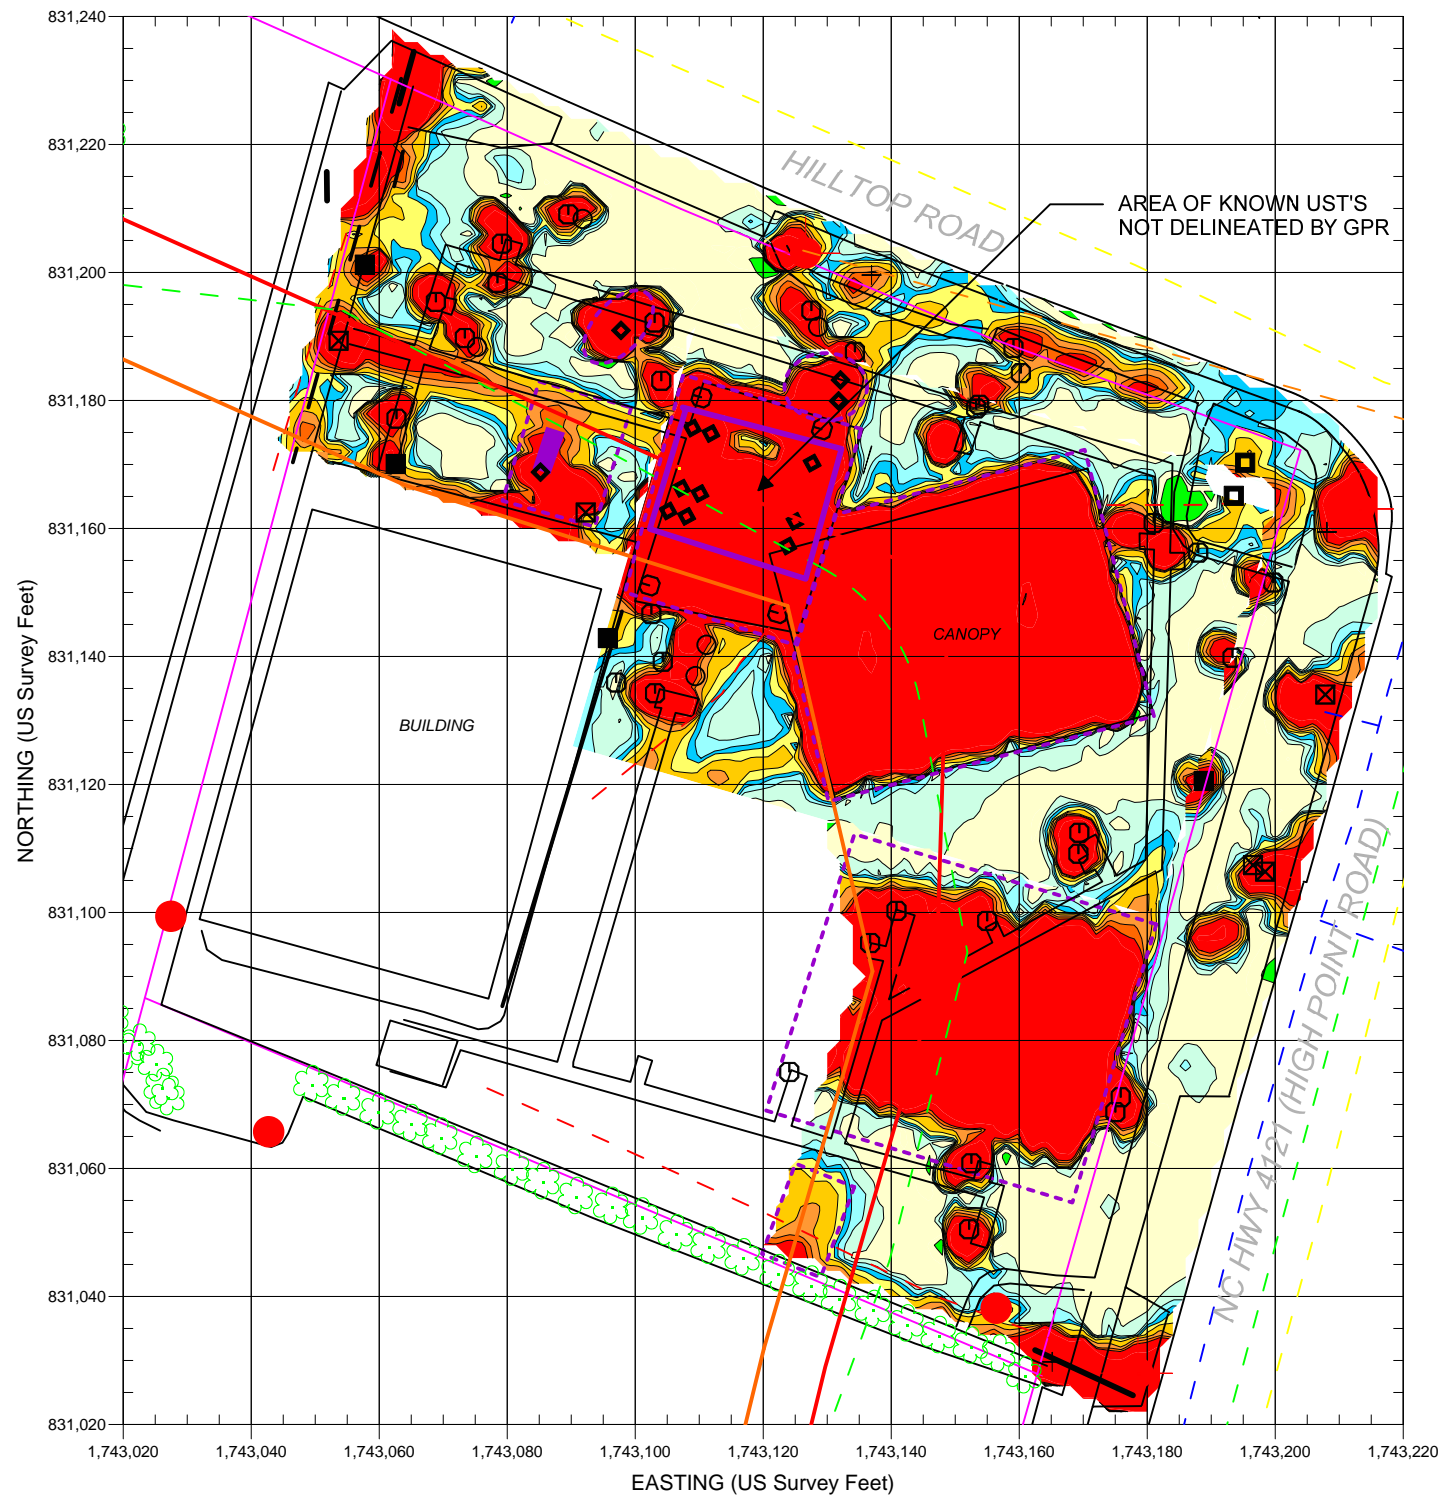 831,240
HILLTOP ROAD
AREA OF KNOWN UST'S
NOT DELINEATED BY GPR
831,220
831,200
831,180
831,160
831,140
831,120
831,100
831,080
831,060
831,040
831,020
NORTHING (US Survey Feet)
CANOPY
BUILDING
NC HWY 4121 (HIGH POINT ROAD)
1,743,020
1,743,040
1,743,060
1,743,080
1,743,100
1,743,120
1,743,140
1,743,160
1,743,180
1,743,200
1,743,220
EASTING (US Survey Feet)